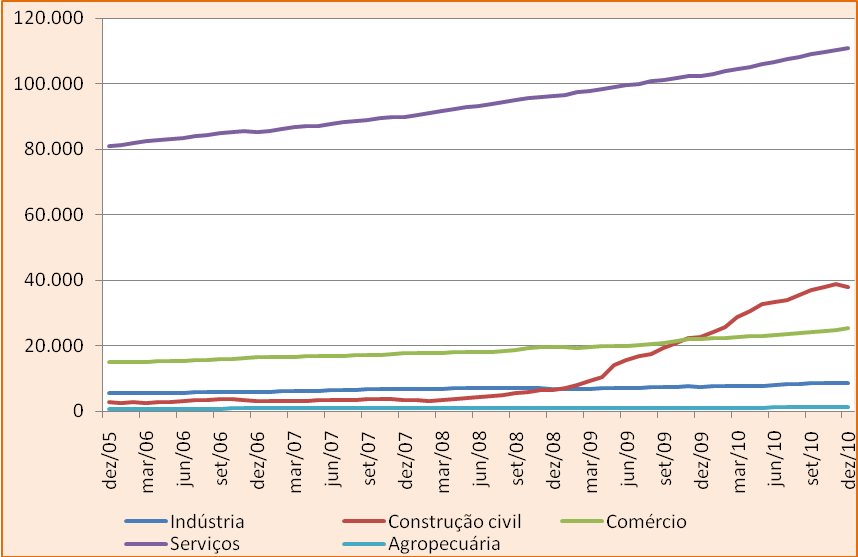 120.000
100.000
80.000
60.000
40.000
20.000
0
dez/05
mar/06
jun/06
set/06
dez/06
mar/07
jun/07
set/07
dez/07
mar/08
jun/08
set/08
dez/08
mar/09
jun/09
set/09
dez/09
mar/10
jun/10
set/10
dez/10
Indústria Construção civil Comércio
Serviços Agropecuária